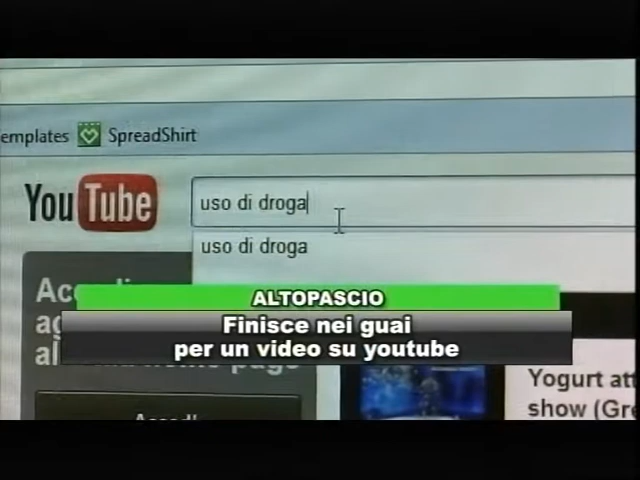 emplates SpreadShirt
YouTube
uso di droga
uso di droga
ALTOPASCIO
Finisce nei guai
per un video su youtube
Yogurt att
show (Gre